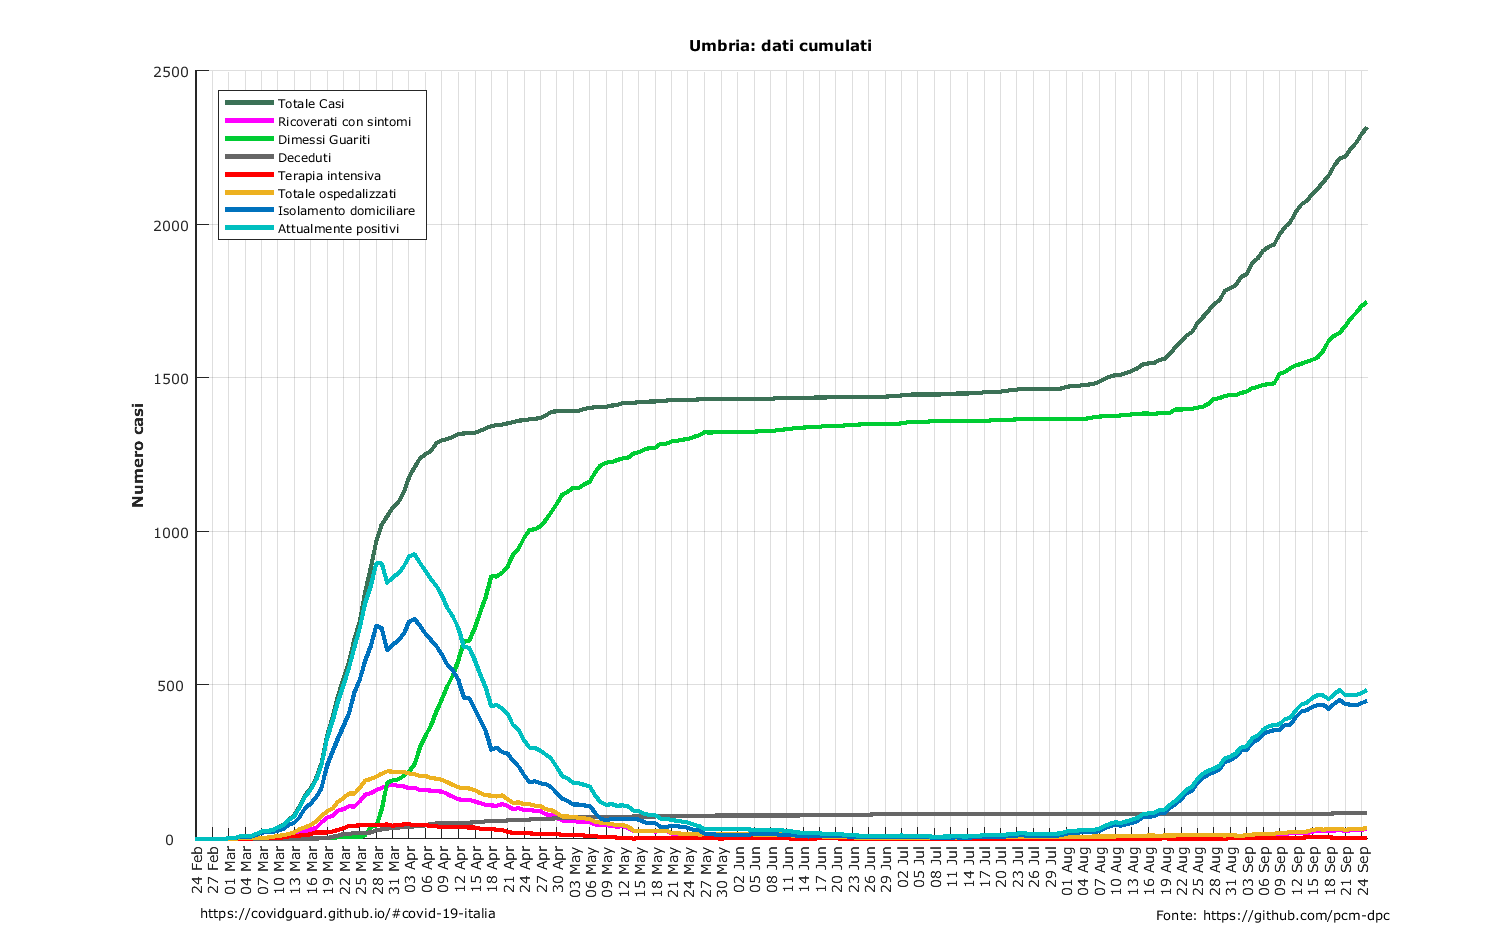 Umbria: dati cumulati
2500
2000
1500
1000
500
0
Numero casi
Totale Casi
Ricoverati con sintomi
Dimessi Guariti
Deceduti
Terapia intensiva
Totale ospedalizzati
Isolamento domiciliare
Attualmente positivi
24 Feb
27 Feb
01 Mar
04 Mar
07 Mar
10 Mar
13 Mar
16 Mar
19 Mar
22 Mar
25 Mar
28 Mar
31 Mar
03 Apr
06 Apr
09 Apr
12 Apr
15 Apr
18 Apr
21 Apr
24 Apr
27 Apr
30 Apr
03 May
06 May
09 May
12 May
15 May
18 May
21 May
24 May
27 May
30 May
02 Jun
05 Jun
08 Jun
11 Jun
14 Jun
17 Jun
20 Jun
23 Jun
26 Jun
29 Jun
02 Jul
05 Jul
08 Jul
11 Jul
14 Jul
17 Jul
20 Jul
23 Jul
26 Jul
29 Jul
01 Aug
04 Aug
07 Aug
10 Aug
13 Aug
16 Aug
19 Aug
22 Aug
25 Aug
28 Aug
31 Aug
03 Sep
06 Sep
09 Sep
12 Sep
15 Sep
18 Sep
21 Sep
24 Sep
https://covidguard.github.io/#covid-19-italia
Fonte: https://github.com/pcm-dpc